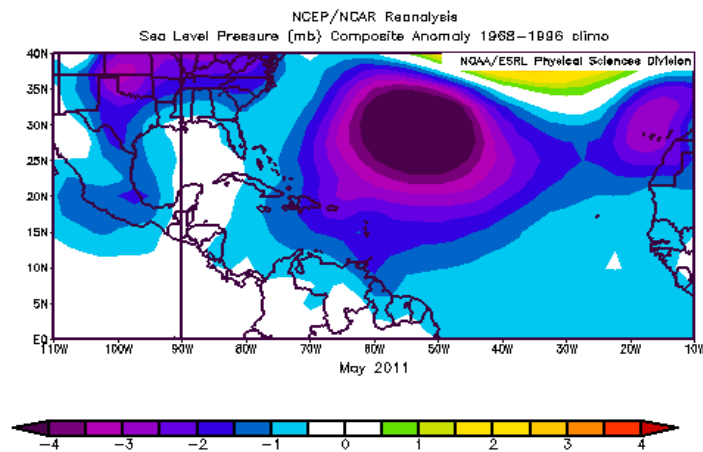 NCEP/NCAR Reanalysis
Sea Level Pressure (mb) Composite Anomaly 1968-1996 climo
NOAA/ESRL Physical Sciences Division
40N
35N
30N
25N
20N
15N
10N
5N
EQ
110W 100W 90W 80W 70W 60W 50W 40W 30W 20W 10W
May 2011
-4 -3 -2 -1 0 1 2 3 4